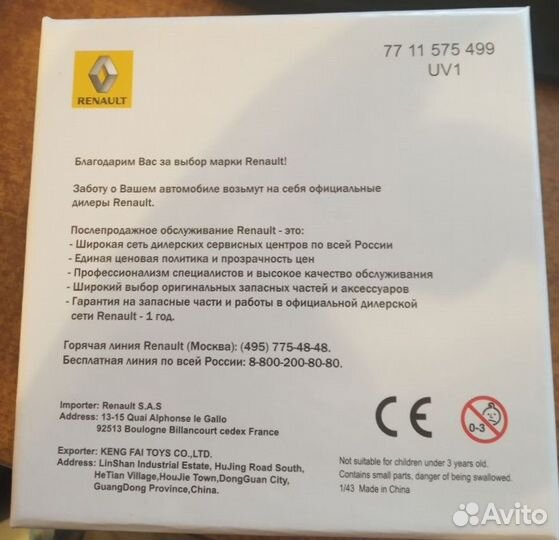 RENAULT
77 11 575 499
UV1
Благодарим Вас за выбор марки Renault!
Заботу о Вашем автомобиле возьмут на себя официальные
дилеры Renault.
Послепродажное обслуживание Renault - это:
- Широкая сеть дилерских сервисных центров по всей России
- Единая ценовая политика и прозрачность цен
- Профессионализм специалистов и высокое качество обслуживания
- Широкий выбор оригинальных запасных частей и аксессуаров
- Гарантия на запасные части и работы в официальной дилерской
сети Renault - 1 год.
Горячая линия Renault (Москва): (495) 775-48-48.
Бесплатная линия по всей России: 8-800-200-80-80.
Importer: Renault S.A.S
Address: 13-15 Quai Alphonse le Gallo
92513 Boulogne Billancourt cedex France
Exporter: KENG FAI TOYS CO.,LTD.
Address: LinShan Industrial Estate, HuJing Road South,
HeTian Village,HouJie Town,DongGuan City,
GuangDong Province,China.
CE
0-3
Not suitable for children under 3 years old.
Contains small parts, danger of being swallowed.
1/43 Made in China
Avito